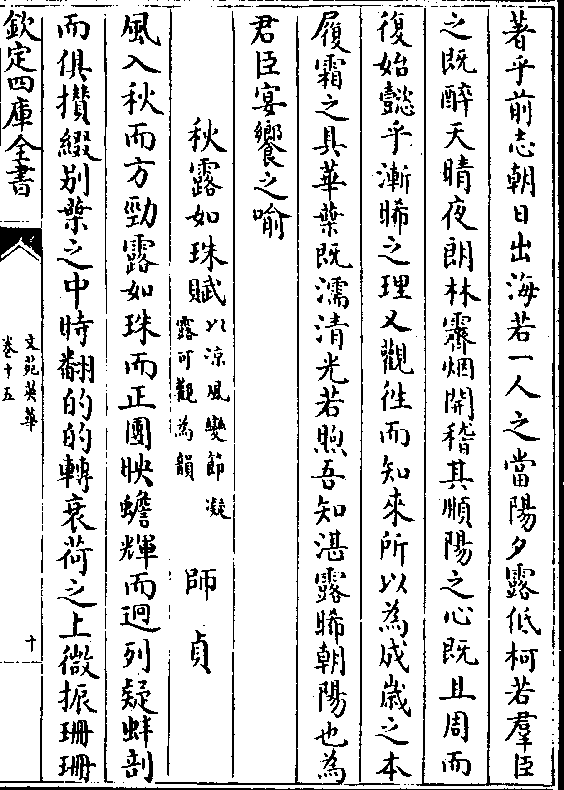 著乎前志朝日出海若一人之當陽夕露低柯若羣臣
之既醉天晴夜朗林霽烟開稽其順陽之心既且周而
復始懿乎漸晞之理又觀徃而知來所以為成嵗之本
履霜之具華葉既濡清光若煦吾知湛露晞朝陽也為
君臣宴饗之喻
秋露如珠賦以涼風變節凝露可觀為韻 師貞
風入秋而方勁露如珠而正團映蟾輝而迥列疑蚌剖
而俱攅綴别葉之中時翻的的轉衰荷之上微振珊珊
欽定四庫全書
文苑英華
卷十五
十